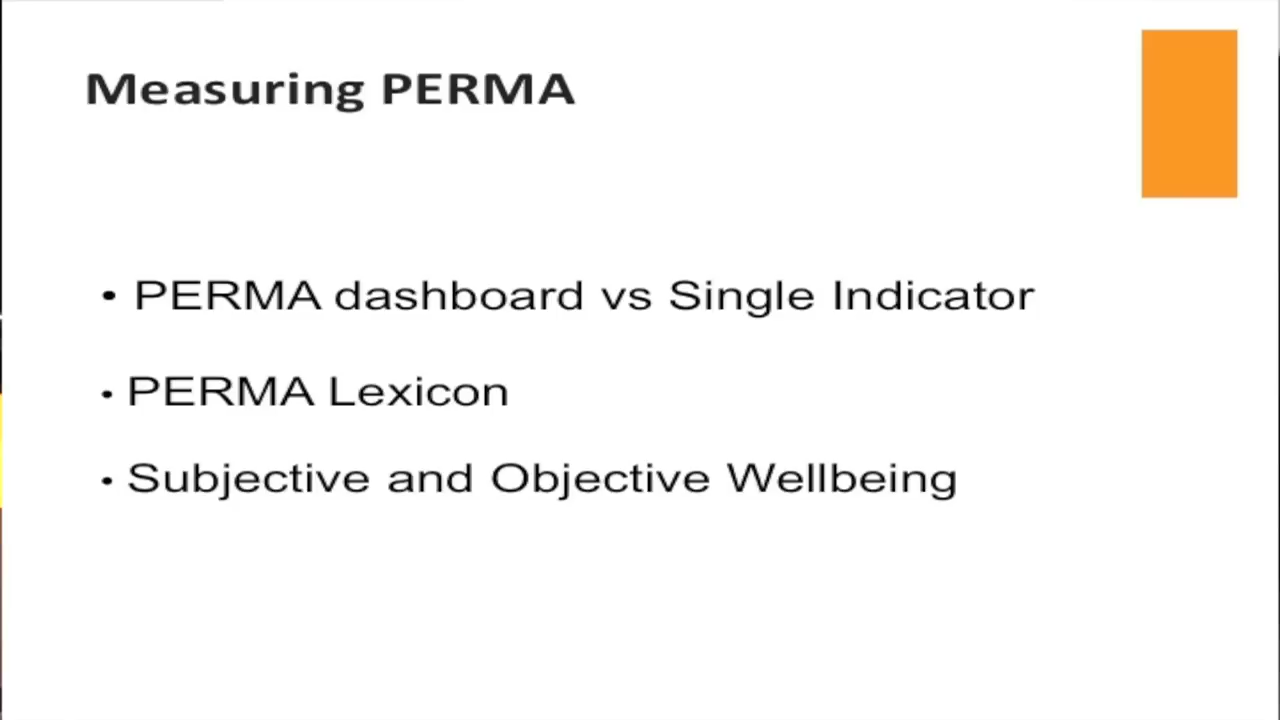 Measuring PERMA
• PERMA dashboard vs Single Indicator
• PERMA Lexicon
• Subjective and Objective Wellbeing